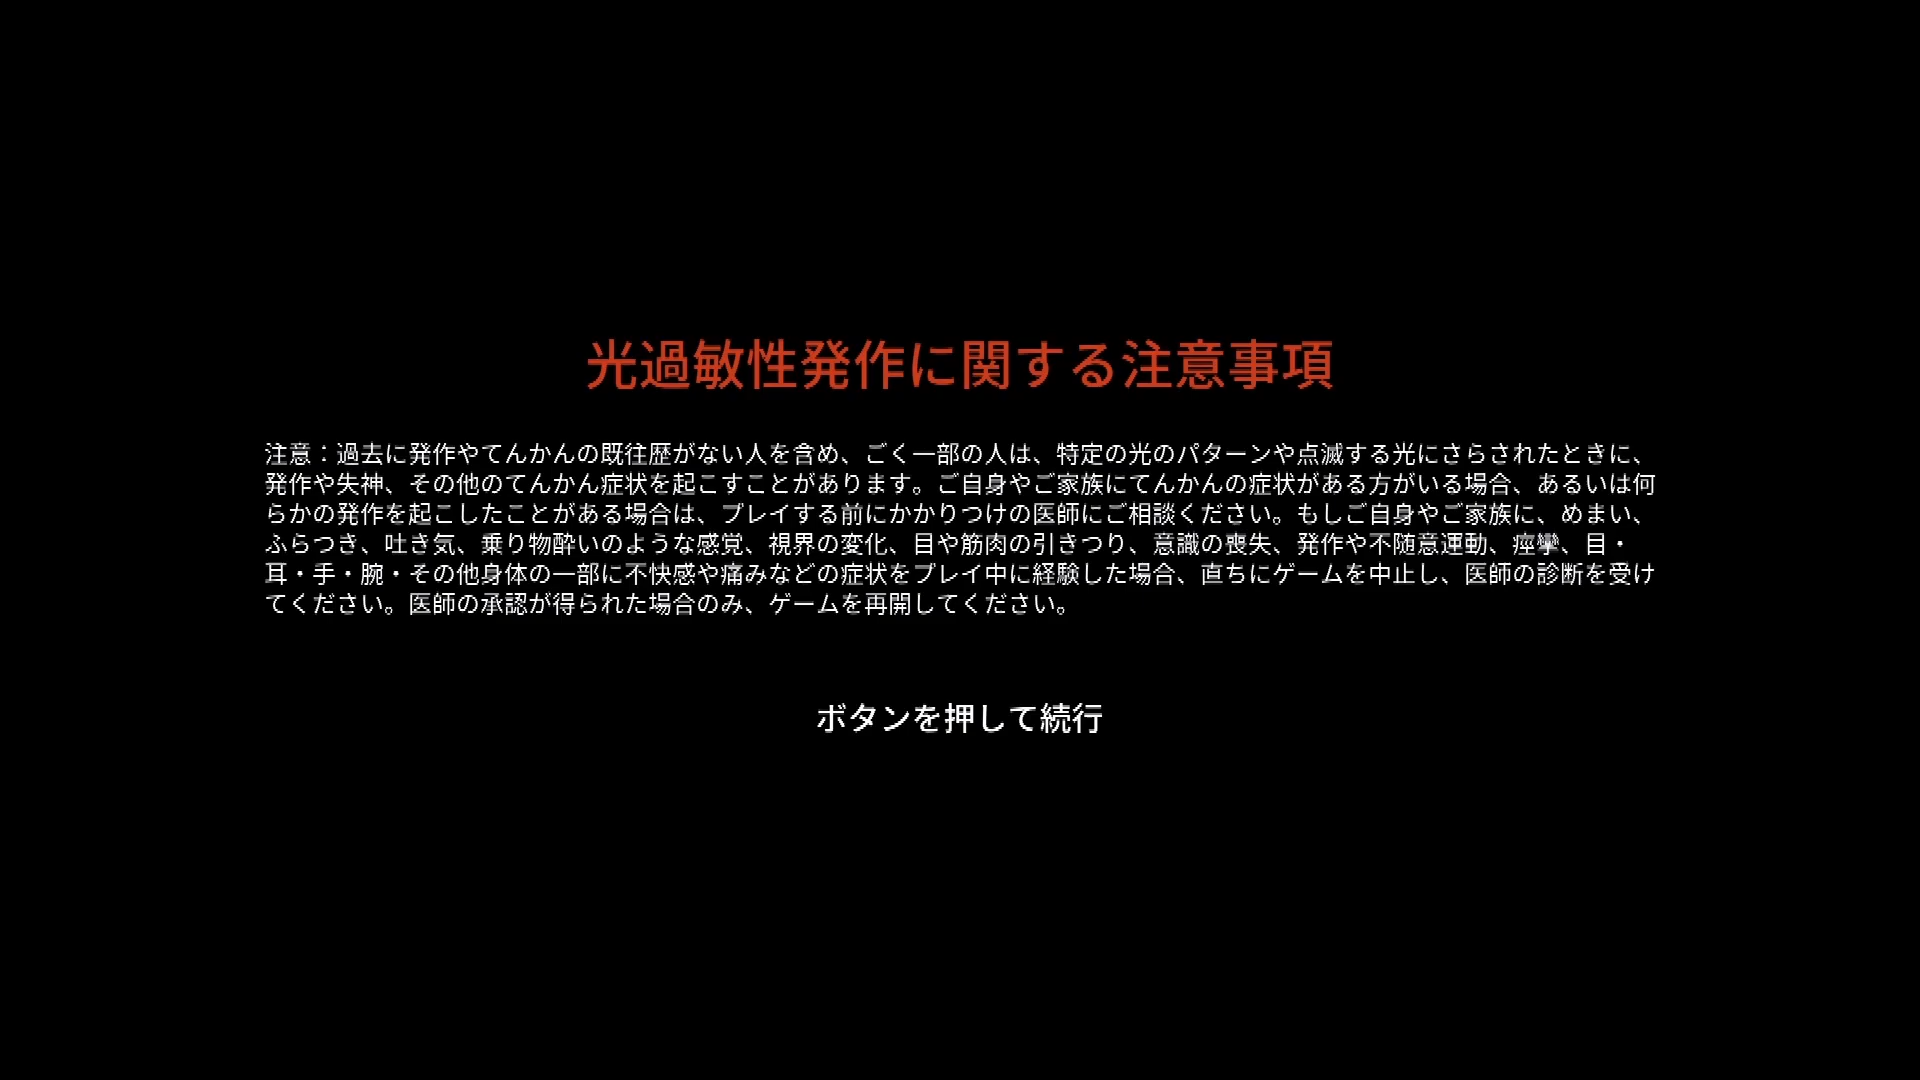 光過敏性発作に関する注意事項
注意：過去に発作やてんかんの既往歴がない人を含め、ごく一部の人は、特定の光のパターンや点滅する光にさらされたときに、
発作や失神、その他のてんかん症状を起こすことがあります。ご自身やご家族にてんかんの症状がある方がいる場合、あるいは何
らかの発作を起こしたことがある場合は、プレイする前にかかりつけの医師にご相談ください。もしご自身やご家族に、めまい、
ふらつき、吐き気、乗り物酔いのような感覚、視界の変化、目や筋肉の引きつり、意識の喪失、発作や不随意運動、痙攣、目・
耳・手・腕・その他身体の一部に不快感や痛みなどの症状をプレイ中に経験した場合、直ちにゲームを中止し、医師の診断を受け
てください。医師の承認が得られた場合のみ、ゲームを再開してください。
ボタンを押して続行